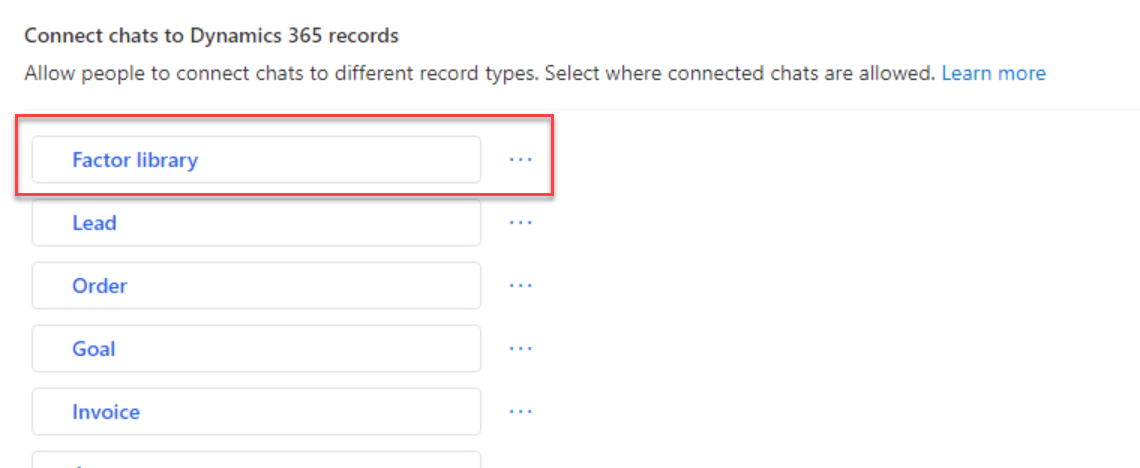 Connect chats to Dynamics 365 records
Allow people to connect chats to different record types. Select where connected chats are allowed. Learn more
Factor library
...
Lead
...
Order
...
Goal
...
Invoice
...